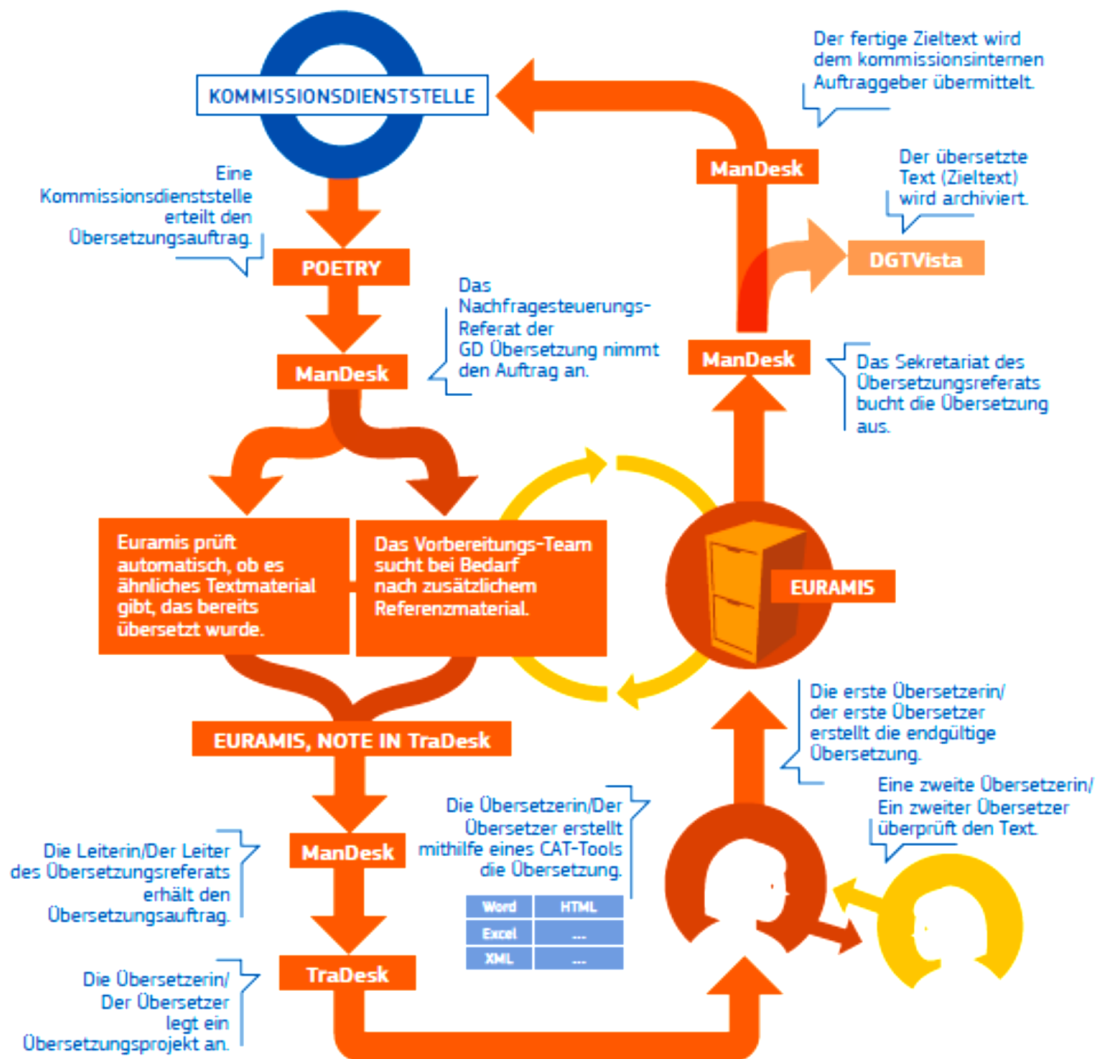 KOMMISSIONSDIENSTSTELLE
Eine
Kommissionsdienststelle
erteilt den
Übersetzungsauftrag.
POETRY
Das
Nachfragesteuerungs-
Referat der
GD Übersetzung nimmt
den Auftrag an.
ManDesk
Euramis prüft
automatisch, ob es
ähnliches Textmaterial
gibt, das bereits
übersetzt wurde.
Das Vorbereitungs-Team
sucht bei Bedarf
nach zusätzlichem
Referenzmaterial.
EURAMIS, NOTE IN TraDesk
Die Leiterin/Der Leiter
des Übersetzungsreferats
erhält den
Übersetzungsauftrag.
ManDesk
Die Übersetzerin/
Der Übersetzer
legt ein
Übersetzungsprojekt an.
TraDesk
Die Übersetzerin/Der
Übersetzer erstellt
mithilfe eines CAT-Tools
die Übersetzung.
Word HTML
Excel ...
XML ...
Eine zweite Übersetzerin/
Ein zweiter Übersetzer
überprüft den Text.
Die erste Übersetzerin/
der erste Übersetzer
erstellt die endgültige
Übersetzung.
EURAMIS
ManDesk
Das Sekretariat des
Übersetzungsreferats
bucht die Übersetzung
aus.
DGTVista
Der übersetzte
Text (Zieltext)
wird archiviert.
ManDesk
Der fertige Zieltext wird
dem kommissionsinternen
Auftraggeber übermittelt.